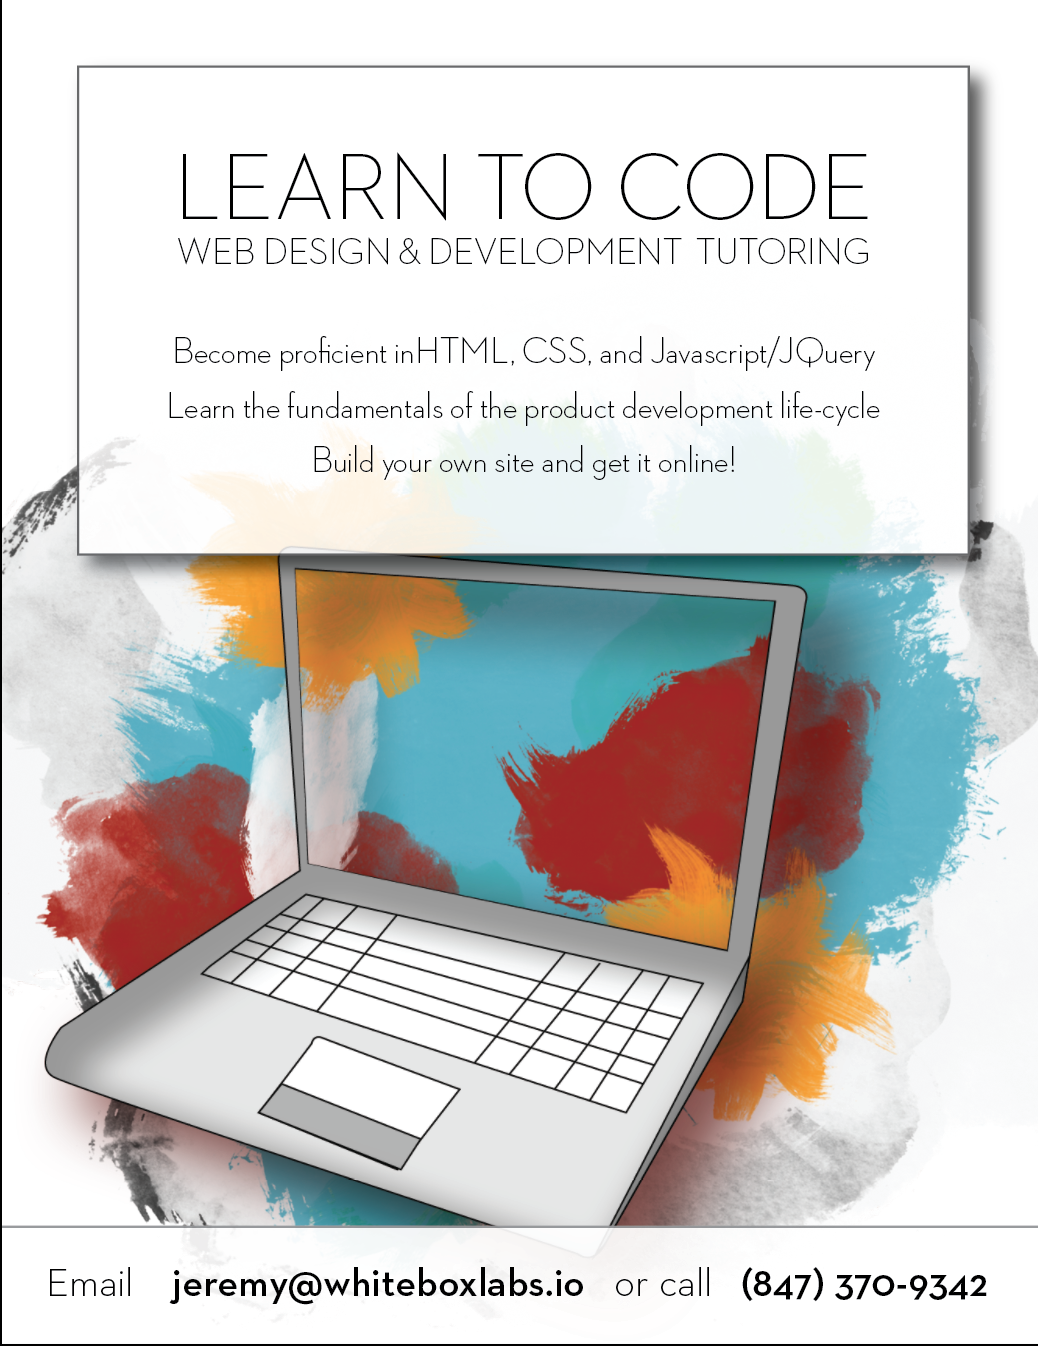 LEARN TO CODE
WEB DESIGN & DEVELOPMENT TUTORING
Become proficient inHTML, CSS, and Javascript/JQuery
Learn the fundamentals of the product development life-cycle
Build your own site and get it online!
Email jeremy@whiteboxlabs.io or call (847) 370-9342